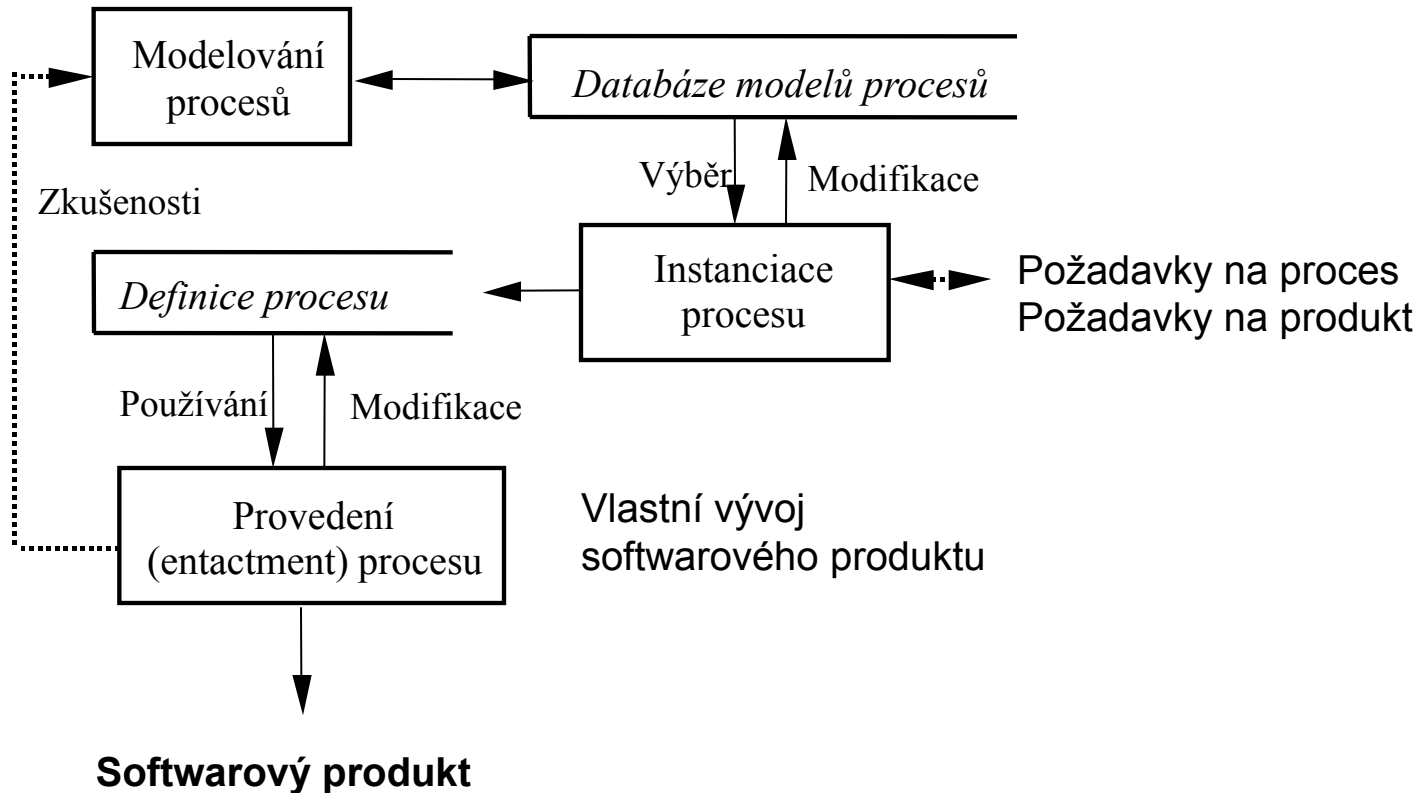 Modelování
procesů
Databáze modelů procesů
Výběr
Modifikace
Zkušenosti
Instanciace
procesu
Požadavky na proces
Požadavky na produkt
Definice procesu
Používání
Modifikace
Provedení
(entactment) procesu
Vlastní vývoj
softwarového produktu
Softwarový produkt